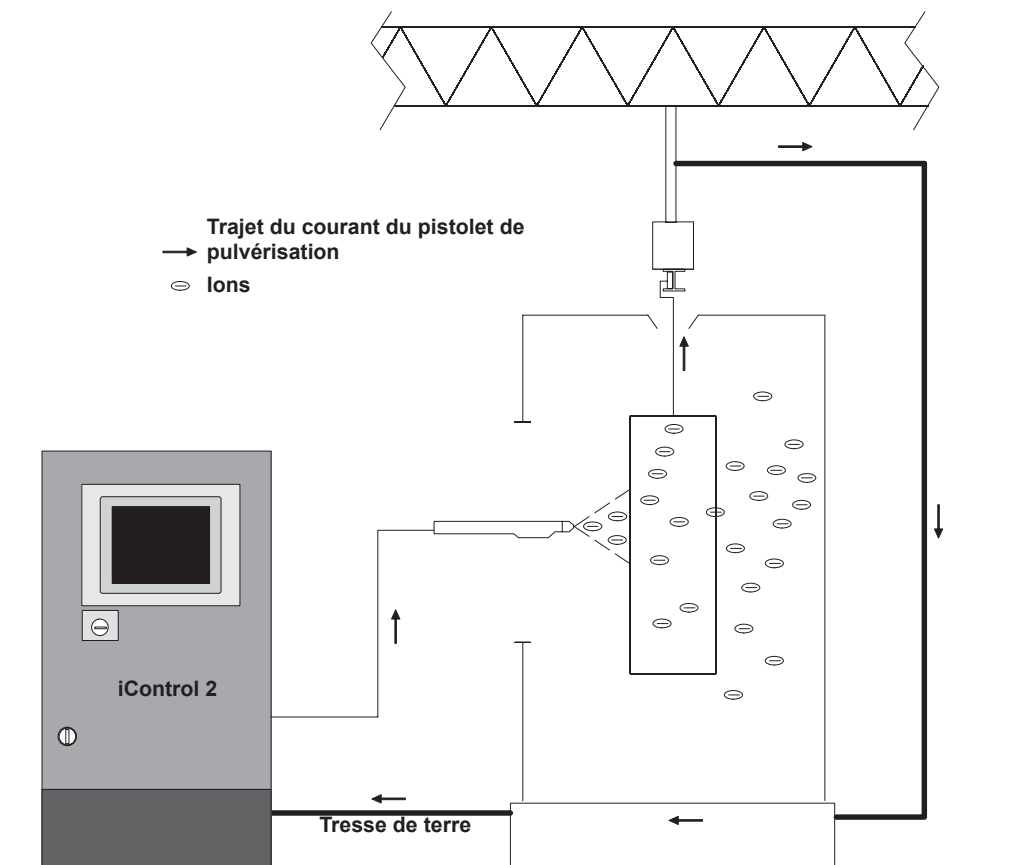 Trajet du courant du pistolet de
pulvérisation
Ions
iControl 2
Tresse de terre